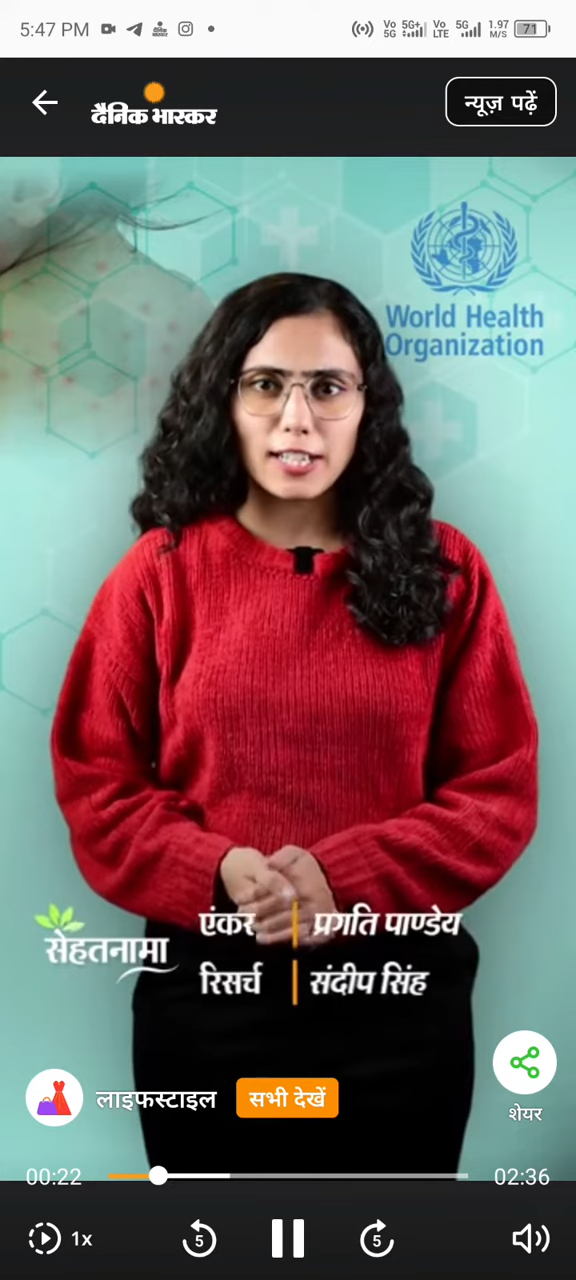 5:47 PM Vo 5G 5G+ Vo LTE 5G 1.97 M/S 71
दैनिक भास्कर
न्यूज़ पढ़ें
World Health
Organization
सेहतनामा
एंकर | प्रगति पाण्डेय
रिसर्च | संदीप सिंह
लाइफस्टाइल
सभी देखें
शेयर
00:22
02:36
1x
5
5